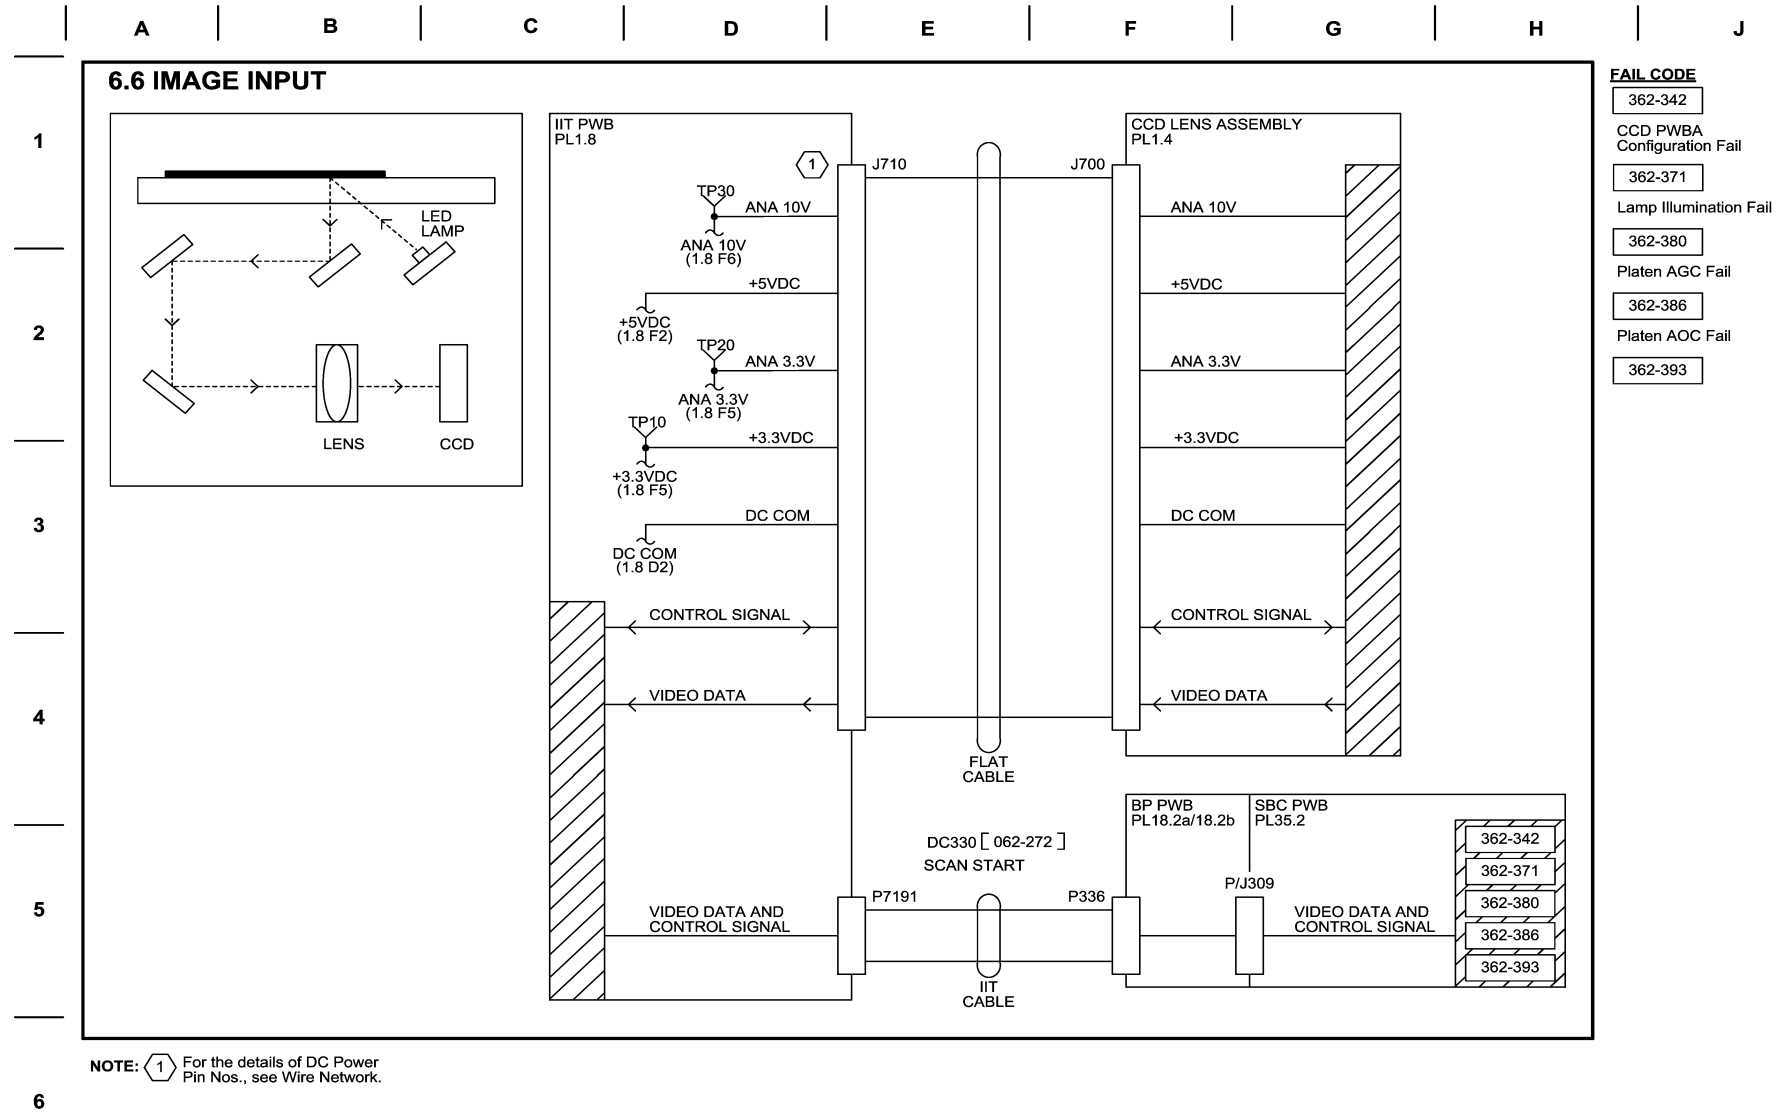 A B C D E F G H J
6.6 IMAGE INPUT
1
2
3
4
5
6
LED
LAMP
LENS
CCD
IIT PWB
PL1.8
1
J710
J700
TP30
ANA 10V
ANA 10V
(1.8 F6)
+5VDC
+5VDC
(1.8 F2)
TP20
ANA 3.3V
ANA 3.3V
(1.8 F5)
TP10
+3.3VDC
+3.3VDC
(1.8 F5)
DC COM
DC COM
(1.8 D2)
CONTROL SIGNAL
VIDEO DATA
FLAT
CABLE
CCD LENS ASSEMBLY
PL1.4
ANA 10V
+5VDC
ANA 3.3V
+3.3VDC
DC COM
CONTROL SIGNAL
VIDEO DATA
DC330 [ 062-272 ]
SCAN START
VIDEO DATA AND
CONTROL SIGNAL
P7191
P336
IIT
CABLE
BP PWB
PL18.2a/18.2b
SBC PWB
PL35.2
P/J309
VIDEO DATA AND
CONTROL SIGNAL
362-342
362-371
362-380
362-386
362-393
FAIL CODE
362-342
CCD PWBA
Configuration Fail
362-371
Lamp Illumination Fail
362-380
Platen AGC Fail
362-386
Platen AOC Fail
362-393
NOTE: 1 For the details of DC Power
Pin Nos., see Wire Network.